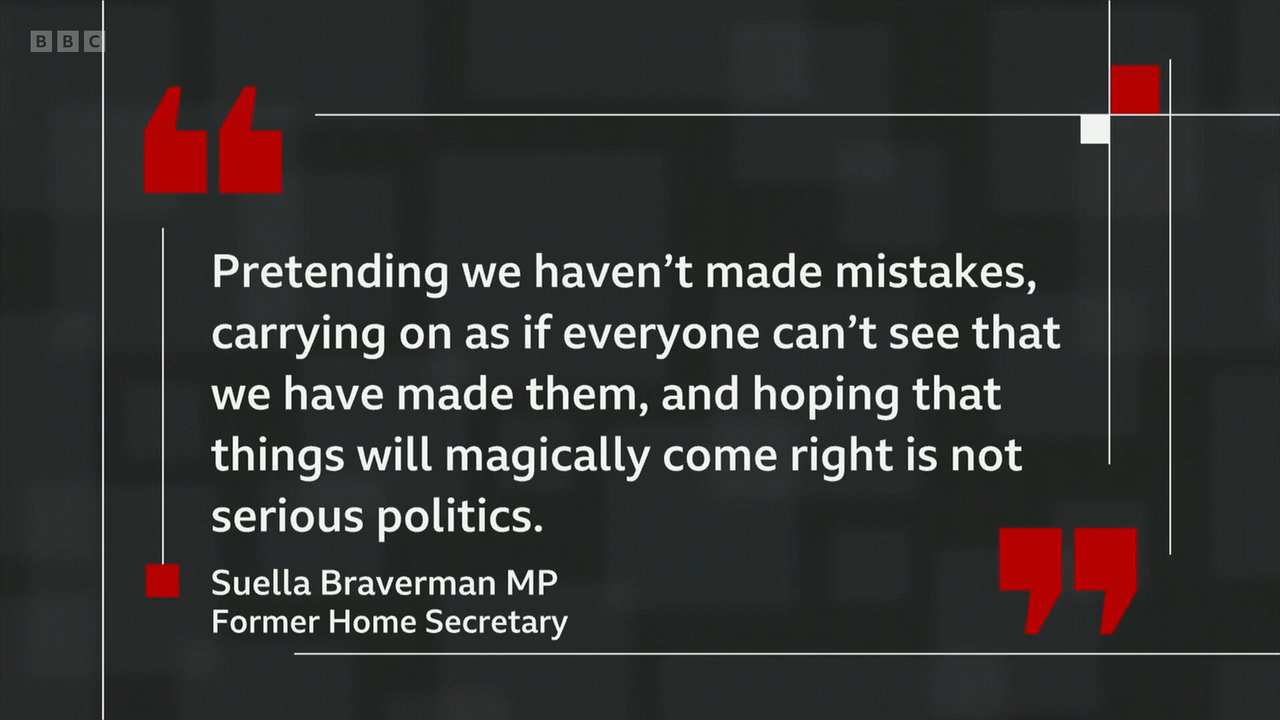 BBC
Pretending we haven’t made mistakes,
carrying on as if everyone can’t see that
we have made them, and hoping that
things will magically come right is not
serious politics.
Suella Braverman MP
Former Home Secretary